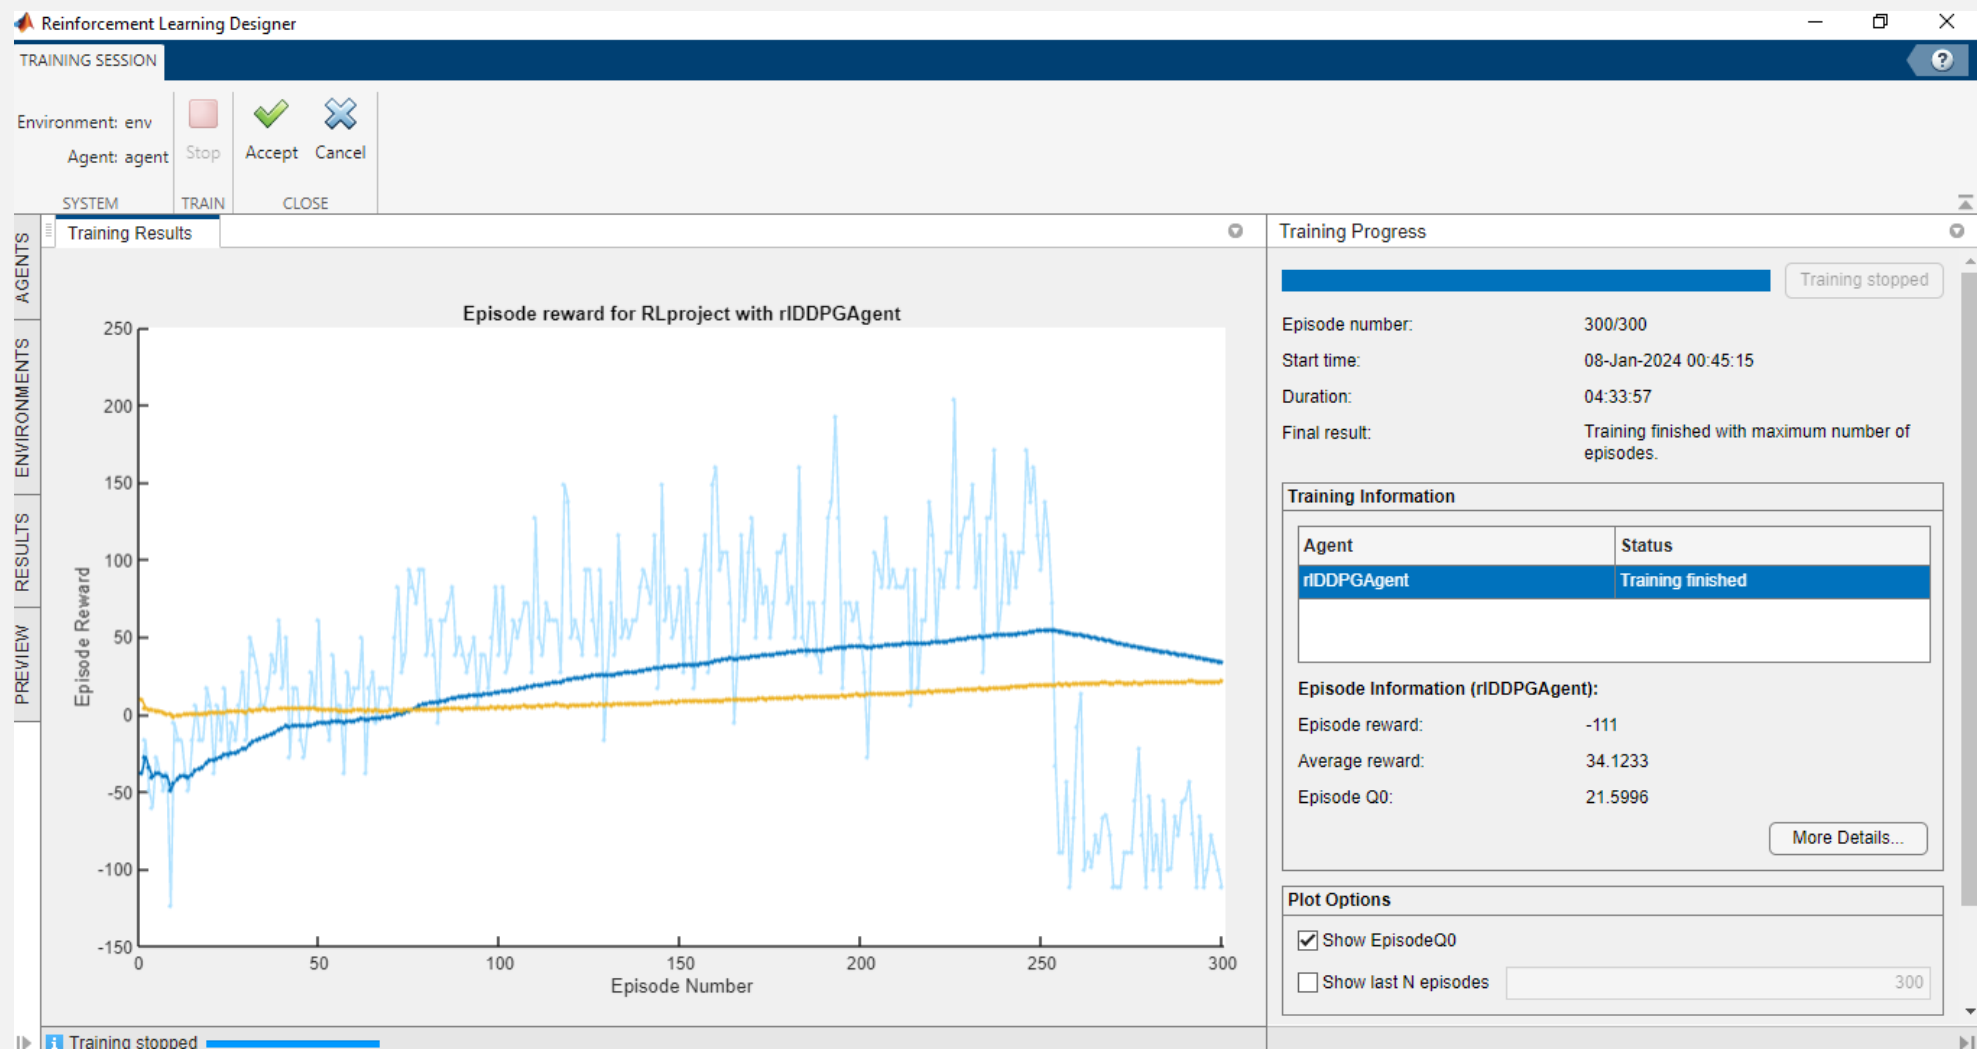 Reinforcement Learning Designer
TRAINING SESSION
?
Environment: env
Agent: agent
Stop
Accept
Cancel
SYSTEM
TRAIN
CLOSE
AGENTS
ENVIRONMENTS
RESULTS
PREVIEW
Training Results
Episode reward for RLproject with rlDDPGAgent
Episode Reward
250
200
150
100
50
0
-50
-100
-150
0
50
100
150
200
250
300
Episode Number
Training Progress
Training stopped
Episode number: 300/300
Start time: 08-Jan-2024 00:45:15
Duration: 04:33:57
Final result: Training finished with maximum number of
episodes.
Training Information
Agent Status
rlDDPGAgent Training finished
Episode Information (rlDDPGAgent):
Episode reward: -111
Average reward: 34.1233
Episode Q0: 21.5996
More Details...
Plot Options
Show EpisodeQ0
Show last N episodes 300
i Training stopped